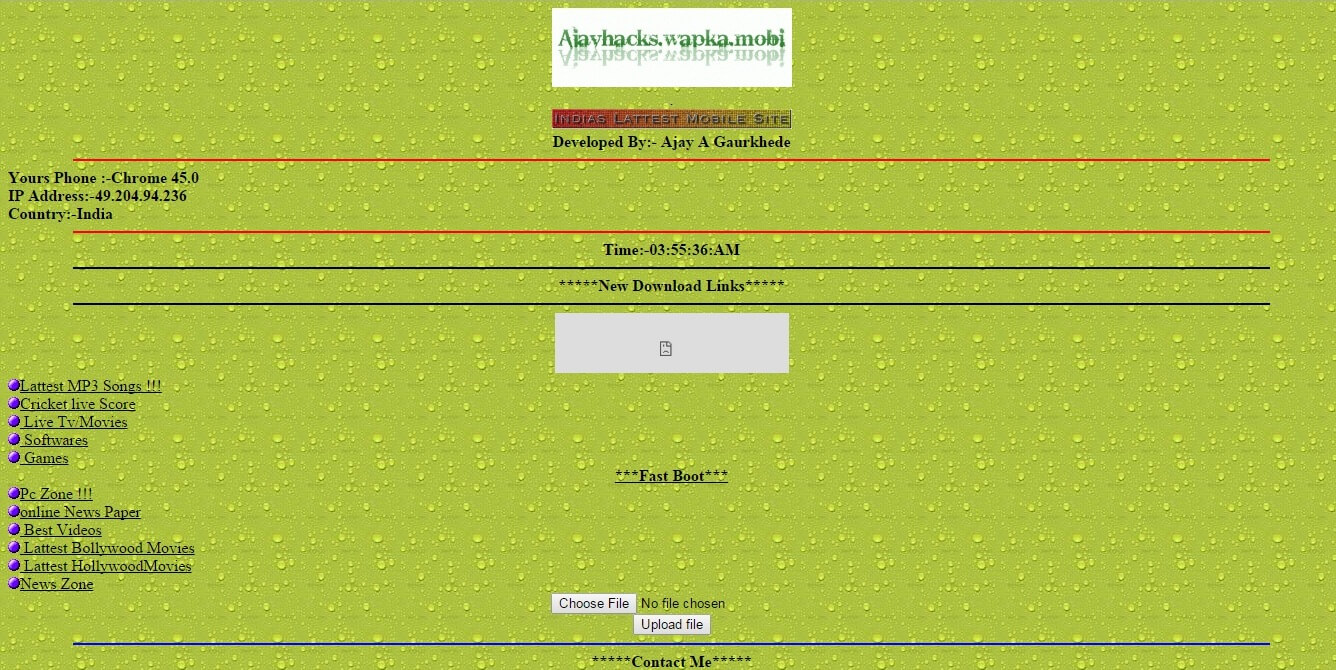 Ajayhacks.wapka.mobi
Indias Lattest Mobile Site
Developed By:- Ajay A Gaurkhede
Yours Phone :-Chrome 45.0
IP Address:-49.204.94.236
Country:-India
Time:-03:55:36:AM
*****New Download Links*****
Lattest MP3 Songs !!!
Cricket live Score
Live Tv/Movies
Softwares
Games
***Fast Boot***
Pc Zone !!!
online News Paper
Best Videos
Lattest Bollywood Movies
Lattest HollywoodMovies
News Zone
Choose File No file chosen
Upload file
*****Contact Me*****